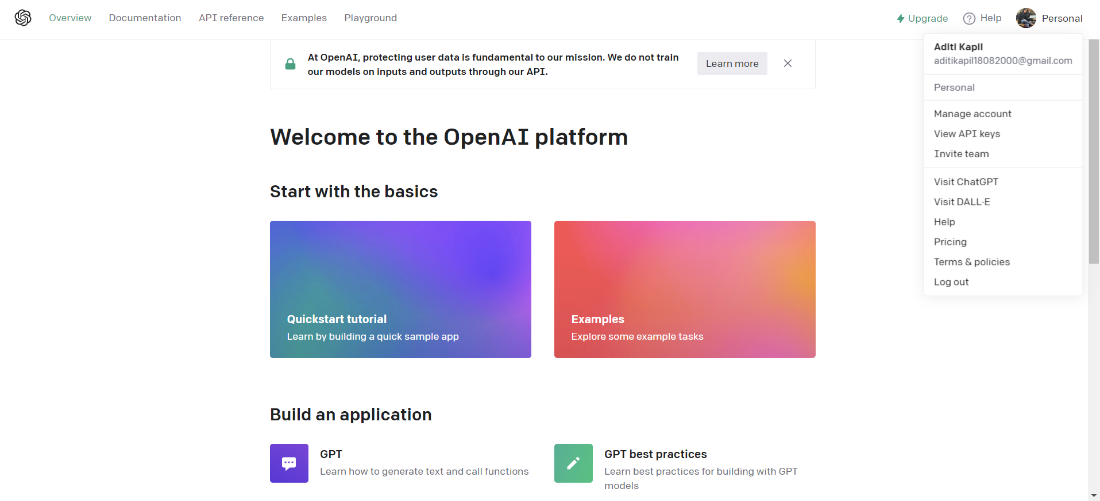 Overview Documentation API reference Examples Playground Upgrade Help Personal
At OpenAI, protecting user data is fundamental to our mission. We do not train
our models on inputs and outputs through our API.
Learn more
Aditi Kapil
aditikapil18082000@gmail.com
Personal
Manage account
View API keys
Invite team
Visit ChatGPT
Visit DALL·E
Help
Pricing
Terms & policies
Log out
Welcome to the OpenAI platform
Start with the basics
Quickstart tutorial
Learn by building a quick sample app
Examples
Explore some example tasks
Build an application
GPT
Learn how to generate text and call functions
GPT best practices
Learn best practices for building with GPT
models